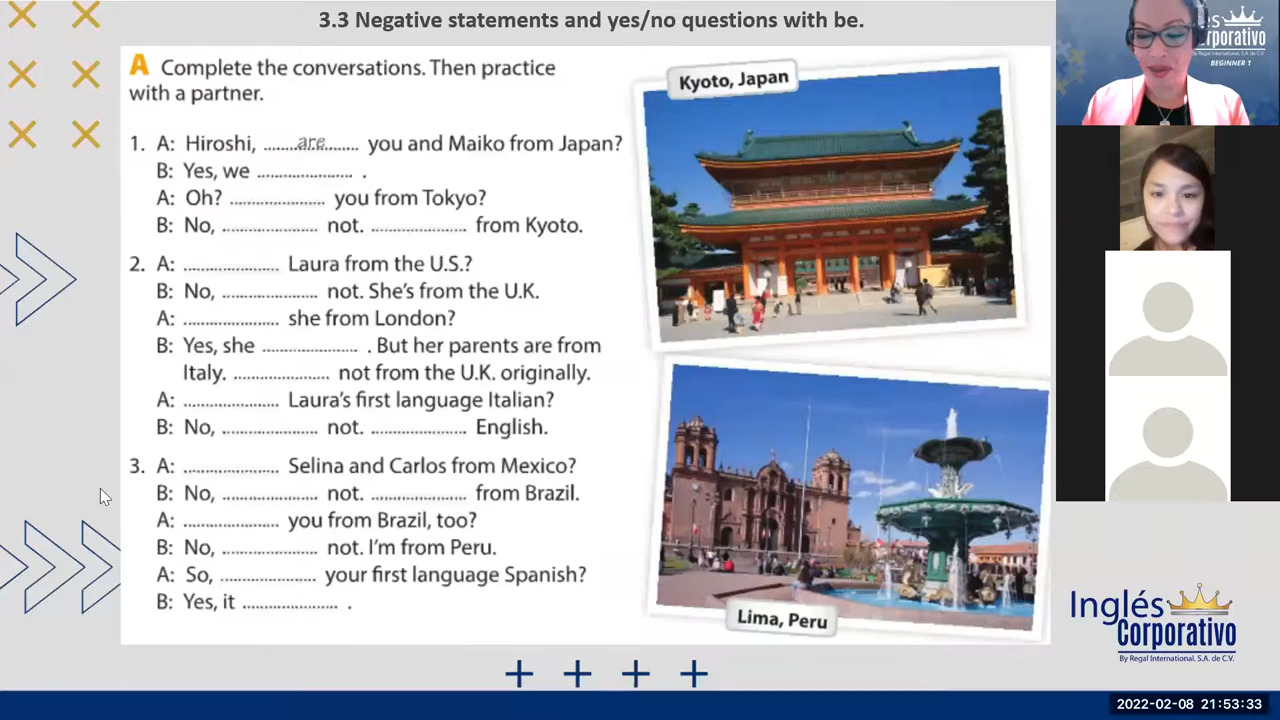 3.3 Negative statements and yes/no questions with be.
A Complete the conversations. Then practice
with a partner.
1. A: Hiroshi, ........are........ you and Maiko from Japan?
B: Yes, we ..................... .
A: Oh? ..................... you from Tokyo?
B: No, ..................... not. ..................... from Kyoto.
2. A: ..................... Laura from the U.S.?
B: No, ..................... not. She's from the U.K.
A: ..................... she from London?
B: Yes, she ..................... . But her parents are from
Italy. ..................... not from the U.K. originally.
A: ..................... Laura's first language Italian?
B: No, ..................... not. ..................... English.
3. A: ..................... Selina and Carlos from Mexico?
B: No, ..................... not. ..................... from Brazil.
A: ..................... you from Brazil, too?
B: No, ..................... not. I'm from Peru.
A: So, ..................... your first language Spanish?
B: Yes, it ..................... .
Kyoto, Japan
Lima, Peru
By Regal International, S.A. de C.V.
BEGINNER 1
Inglés
Corporativo
By Regal International, S.A. de C.V.
2022-02-08 21:53:33